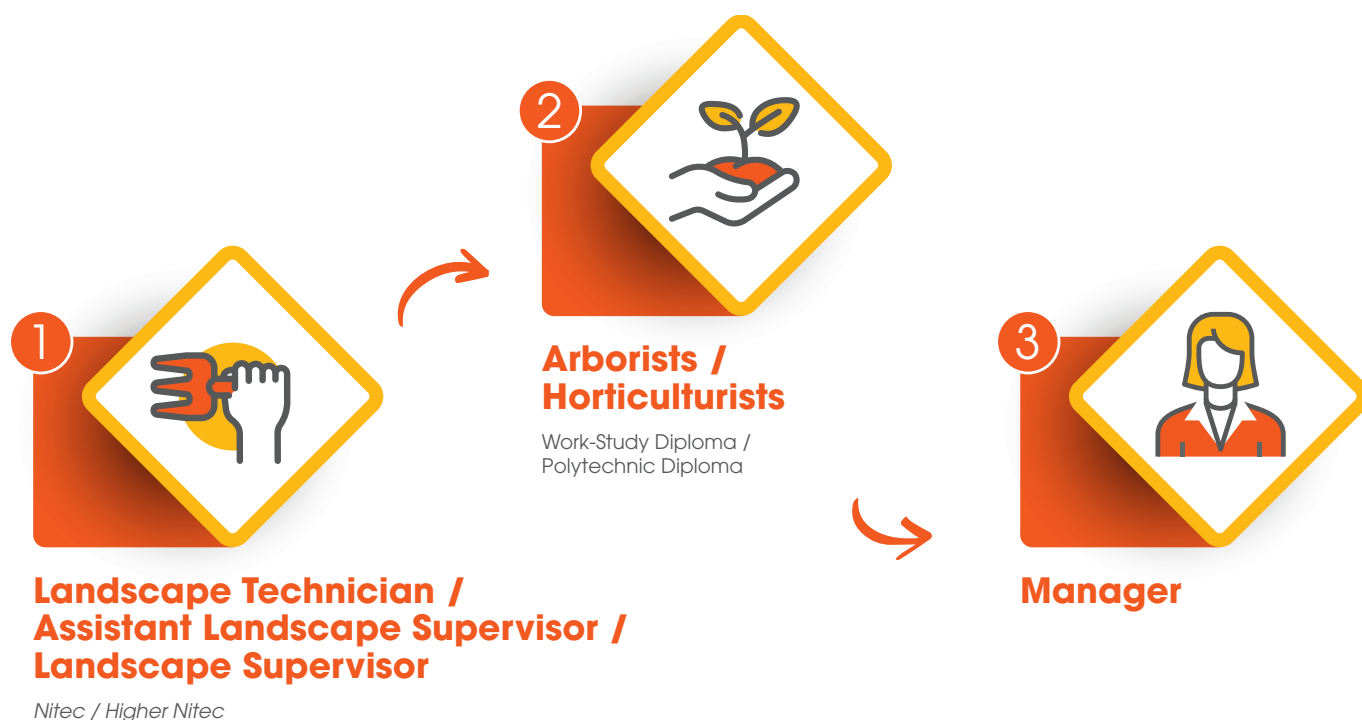 1
Landscape Technician /
Assistant Landscape Supervisor /
Landscape Supervisor
Nitec / Higher Nitec
2
Arborists /
Horticulturists
Work-Study Diploma /
Polytechnic Diploma
3
Manager